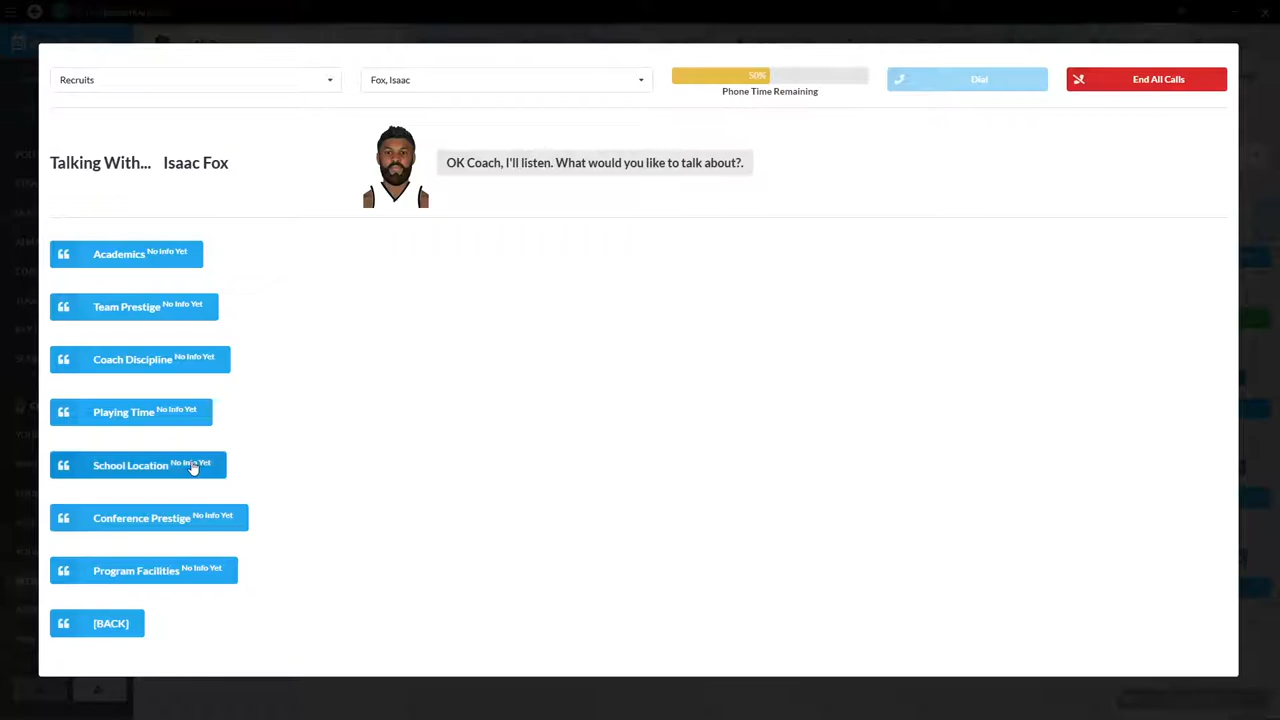 Recruits
Fox, Isaac
50%
Phone Time Remaining
Dial
End All Calls
Talking With... Isaac Fox
OK Coach, I'll listen. What would you like to talk about?.
Academics No Info Yet
Team Prestige No Info Yet
Coach Discipline No Info Yet
Playing Time No Info Yet
School Location No Info Yet
Conference Prestige No Info Yet
Program Facilities No Info Yet
[BACK]